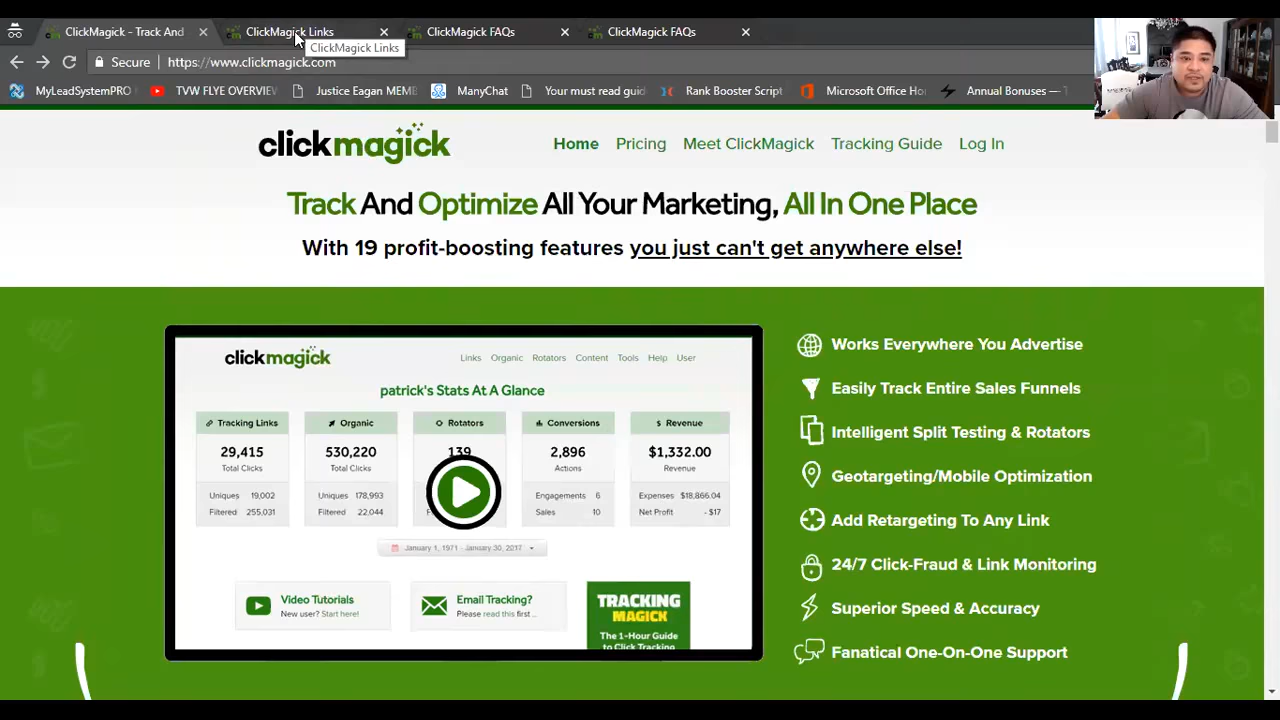 ClickMagick - Track And
ClickMagick Links
ClickMagick FAQs
ClickMagick FAQs
ClickMagick Links
Secure
https://www.clickmagick.com
MyLeadSystemPRO
TVW FLYE OVERVIEW
Justice Eagan MEMB
ManyChat
Your must read guid
Rank Booster Script
Microsoft Office Ho
Annual Bonuses —
clickmagick
Home Pricing Meet ClickMagick Tracking Guide Log In
Track And Optimize All Your Marketing, All In One Place
With 19 profit-boosting features you just can't get anywhere else!
clickmagick
Links Organic Rotators Content Tools Help User
patrick's Stats At A Glance
Tracking Links Organic Rotators Conversions Revenue
29,415 530,220 139 2,896 $1,332.00
Total Clicks Total Clicks Actions Revenue
Uniques 19,002 Uniques 178,993 Engagements 6 Expenses $18,866.04
Filtered 255,031 Filtered 22,044 Sales 10 Net Profit - $17
January 1, 1971 - January 30, 2017
Video Tutorials
New user? Start here!
Email Tracking?
Please read this first ...
TRACKING
MAGICK
The 1-Hour Guide
to Click Tracking
Works Everywhere You Advertise
Easily Track Entire Sales Funnels
Intelligent Split Testing & Rotators
Geotargeting/Mobile Optimization
Add Retargeting To Any Link
24/7 Click-Fraud & Link Monitoring
Superior Speed & Accuracy
Fanatical One-On-One Support